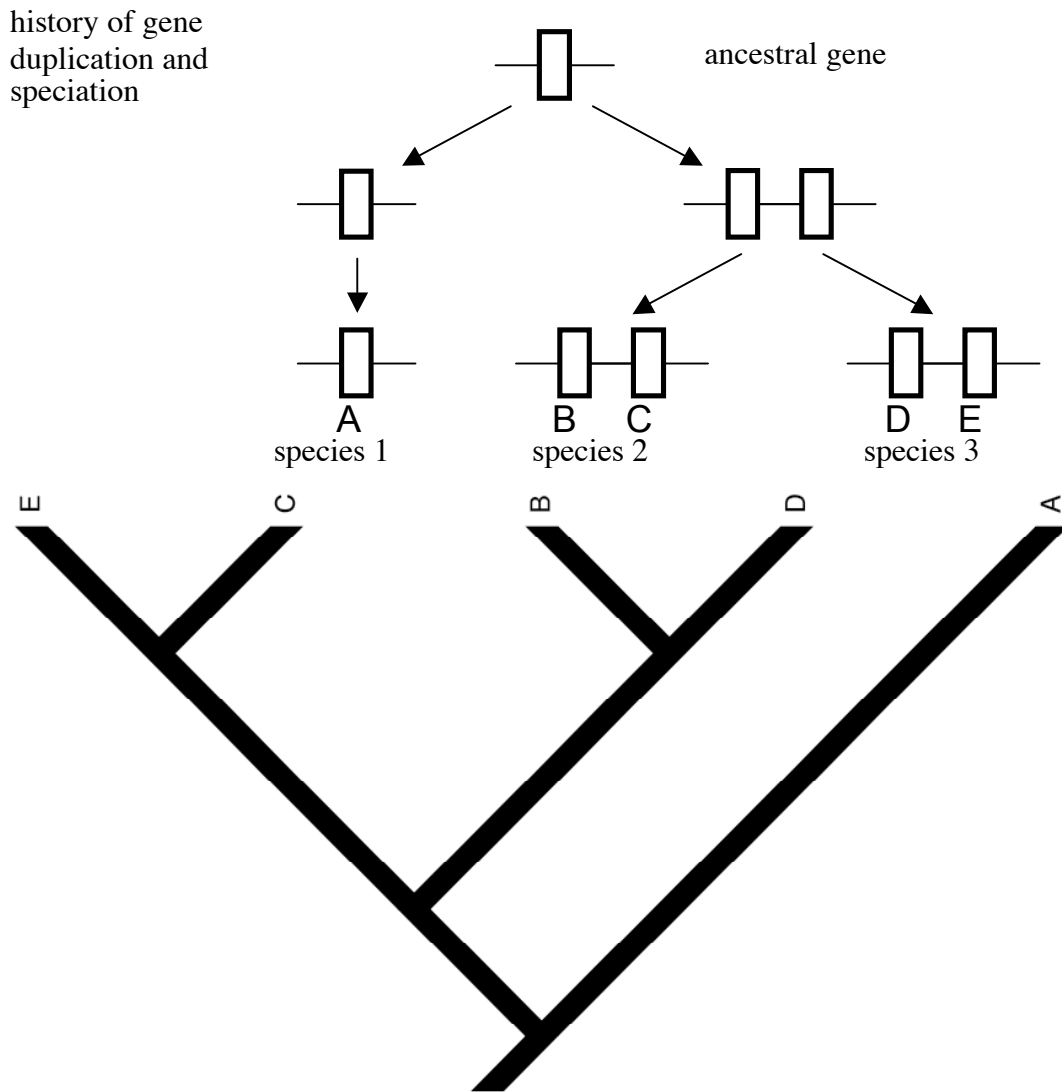 history of gene
duplication and
speciation
ancestral gene
A
B
C
D
E
species 1
species 2
species 3
E
C
B
D
A